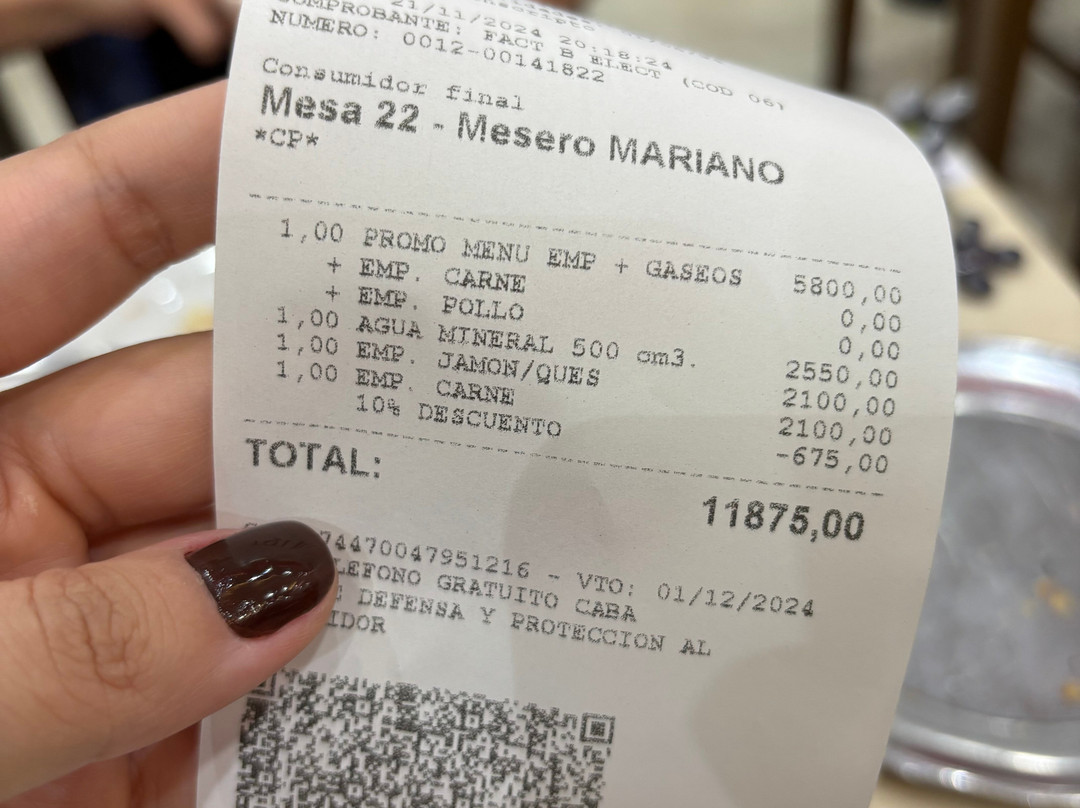 21/11/2024 20:18:24
COMPROBANTE: FACT B ELECT (COD 06)
NUMERO: 0012-00141822
Consumidor final
Mesa 22 - Mesero MARIANO
*CP*
1,00 PROMO MENU EMP + GASEOS 5800,00
+ EMP. CARNE 0,00
+ EMP. POLLO 0,00
1,00 AGUA MINERAL 500 cm3. 2550,00
1,00 EMP. JAMON/QUES 2100,00
1,00 EMP. CARNE 2100,00
10% DESCUENTO -675,00
TOTAL: 11875,00
74470047951216 - VTO: 01/12/2024
LEFONO GRATUITO CABA
DEFENSA Y PROTECCION AL
IDOR